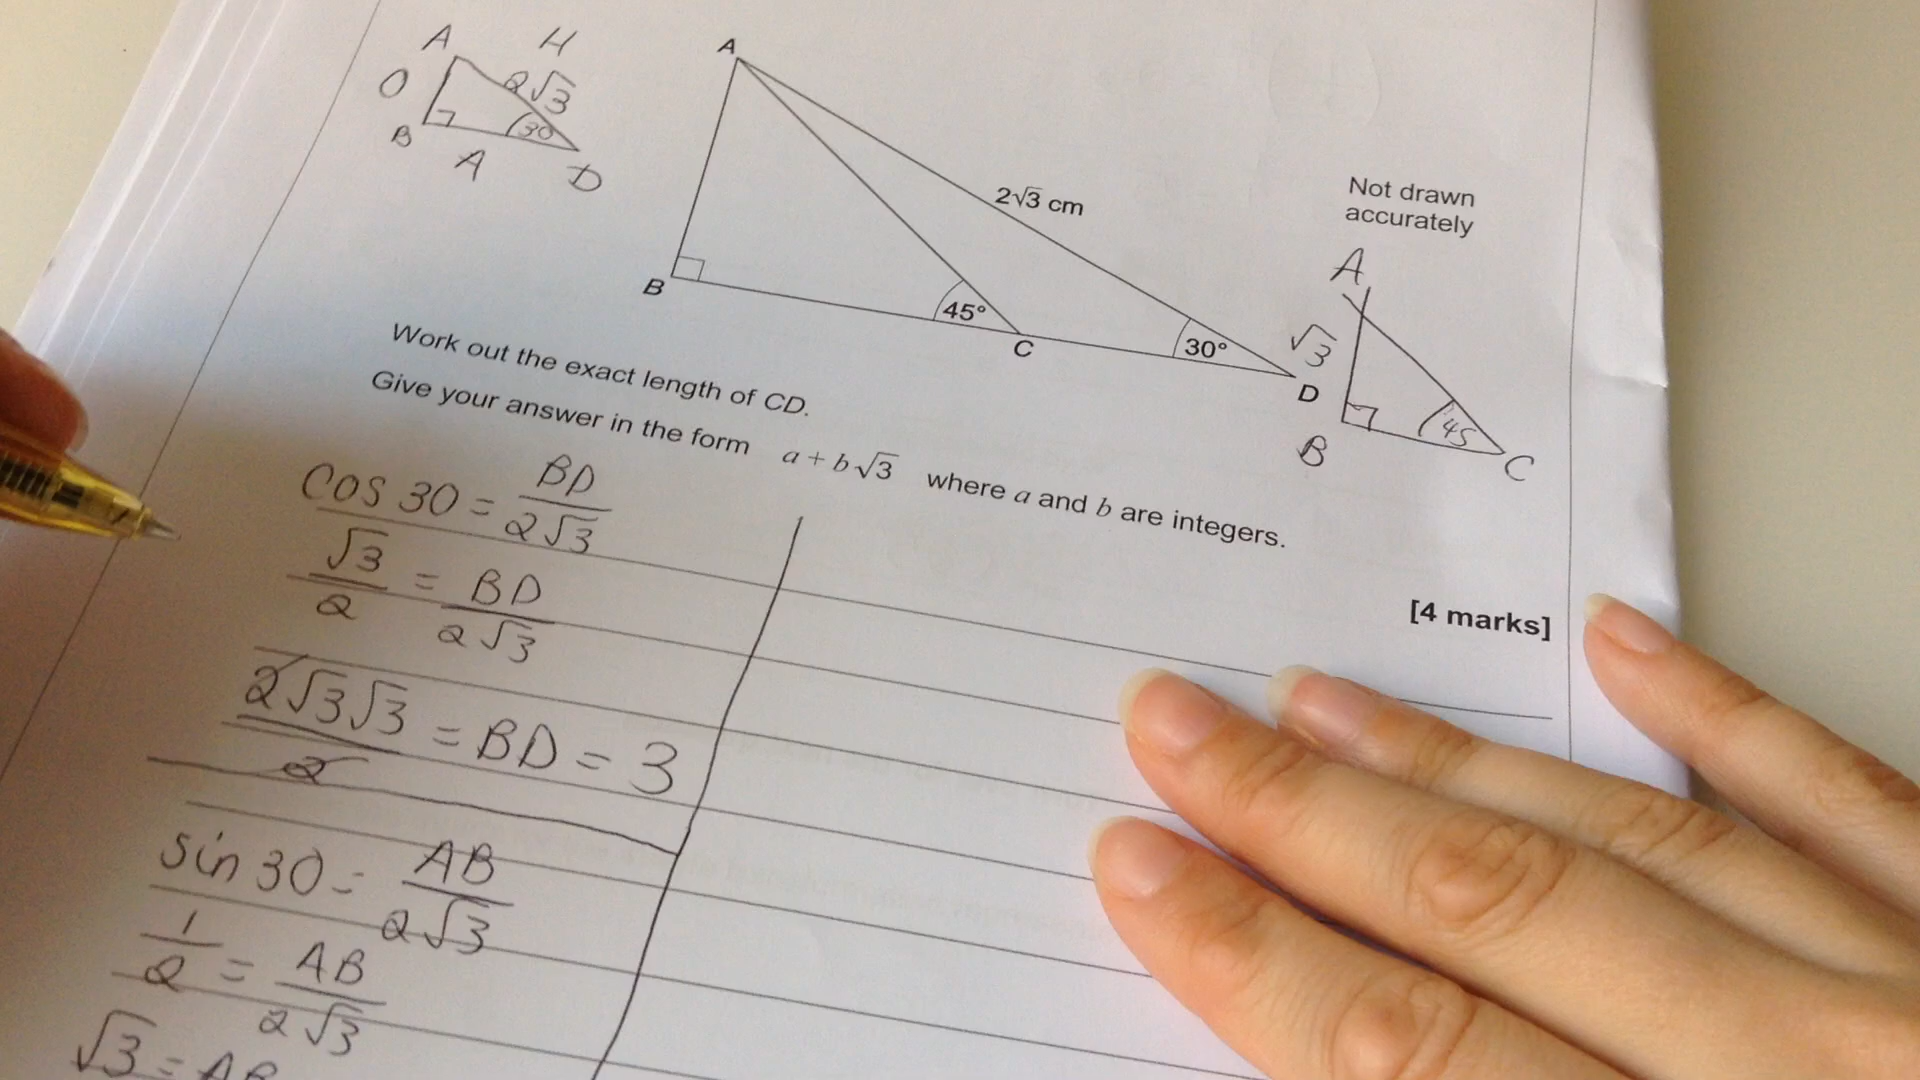 A H
O 2√3
B 30
A D
A
2√3 cm
Not drawn
accurately
B 45° C 30° D
A
√3
B 45 C
Work out the exact length of CD.
Give your answer in the form a + b√3 where a and b are integers.
[4 marks]
cos 30 = BD / 2√3
√3 / 2 = BD / 2√3
2√3√3 / 2 = BD = 3
sin 30 = AB / 2√3
1 / 2 = AB / 2√3
√3 = AB